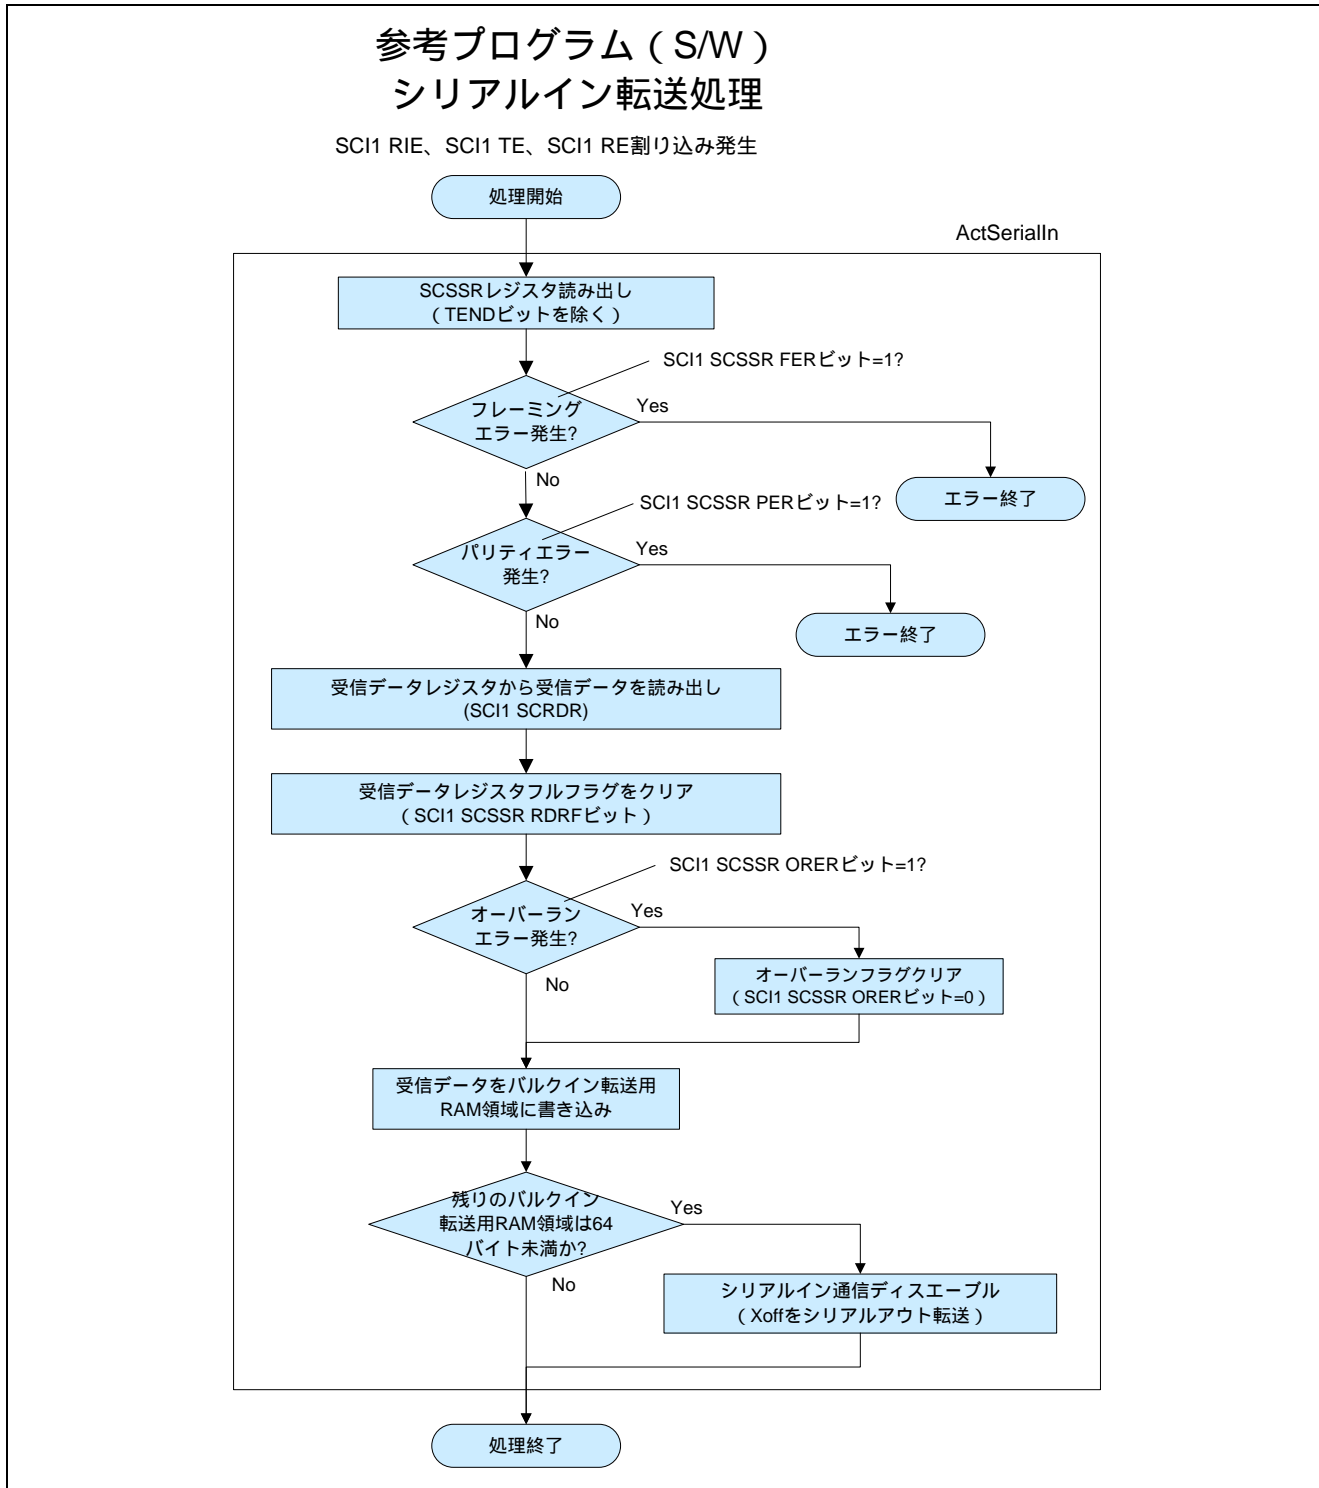 参考プログラム(S/W)
シリアルイン転送処理
SCI1 RIE、SCI1 TE、SCI1 RE割り込み発生
処理開始
ActSerialIn
SCSSRレジスタ読み出し
(TENDビットを除く)
SCI1 SCSSR FERビット=1?
フレーミング
エラー発生?
Yes
No
エラー終了
SCI1 SCSSR PERビット=1?
パリティエラー
発生?
Yes
No
エラー終了
受信データレジスタから受信データを読み出し
(SCI1 SCRDR)
受信データレジスタフルフラグをクリア
(SCI1 SCSSR RDRFビット)
SCI1 SCSSR ORERビット=1?
オーバーラン
エラー発生?
Yes
No
オーバーランフラグクリア
(SCI1 SCSSR ORERビット=0)
受信データをバルクイン転送用
RAM領域に書き込み
残りのバルクイン
転送用RAM領域は64
バイト未満か?
Yes
No
シリアルイン通信ディスエーブル
(Xoffをシリアルアウト転送)
処理終了